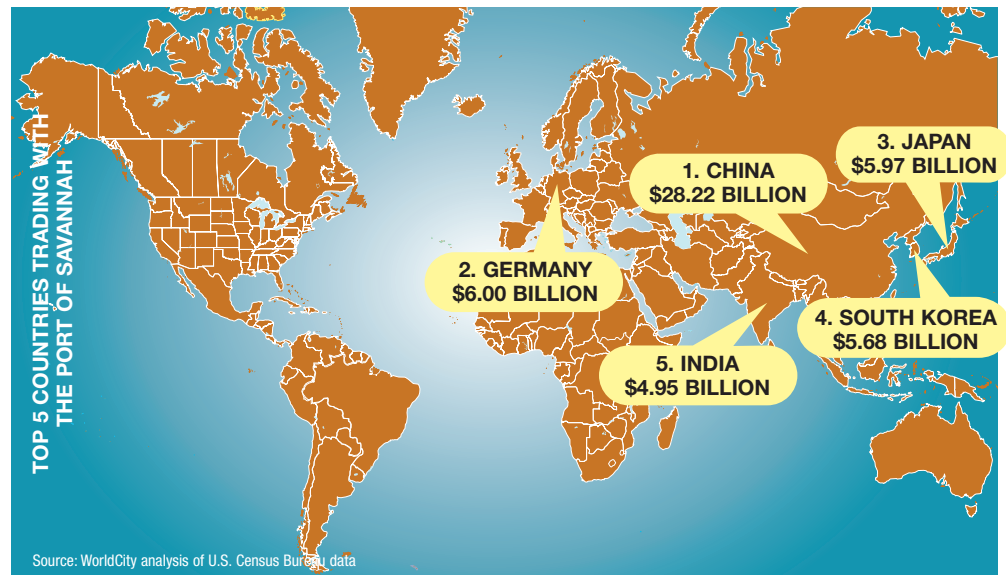 TOP 5 COUNTRIES TRADING WITH
THE PORT OF SAVANNAH
1. CHINA
$28.22 BILLION
2. GERMANY
$6.00 BILLION
3. JAPAN
$5.97 BILLION
4. SOUTH KOREA
$5.68 BILLION
5. INDIA
$4.95 BILLION
Source: WorldCity analysis of U.S. Census Bureau data